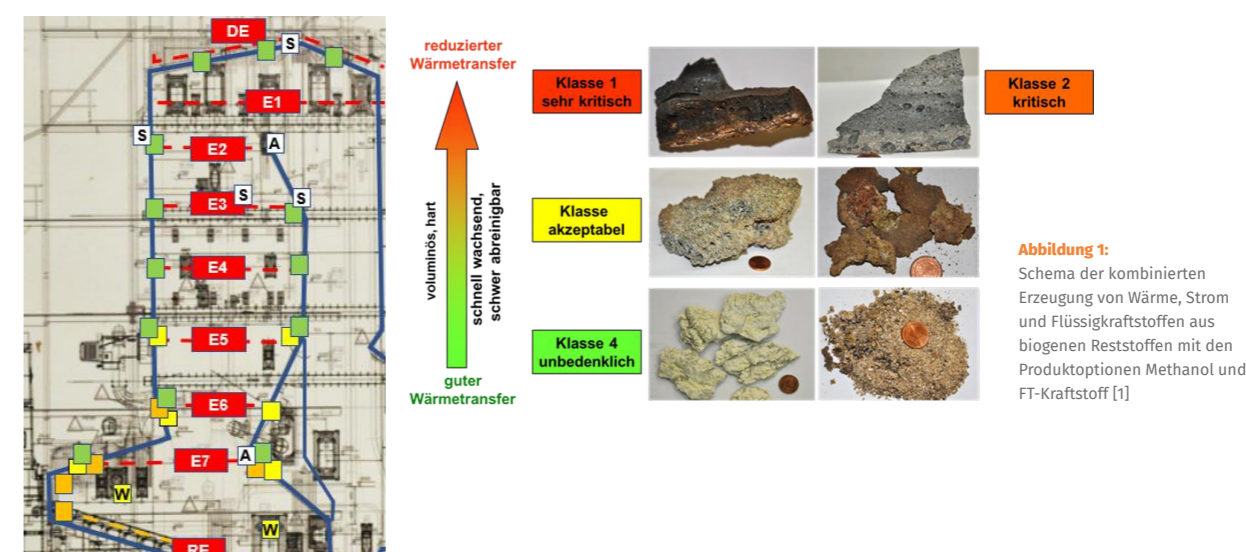 DE
S
E1
S
E2
A
E3
S
S
E4
E5
E6
E7
A
W
W
RE
reduzierter
Wärmetransfer
voluminös, hart
schnell wachsend,
schwer abreinigbar
guter
Wärmetransfer
Klasse 1
sehr kritisch
Klasse 2
kritisch
Klasse
akzeptabel
Klasse 4
unbedenklich
Abbildung 1:
Schema der kombinierten
Erzeugung von Wärme, Strom
und Flüssigkraftstoffen aus
biogenen Reststoffen mit den
Produktoptionen Methanol und
FT-Kraftstoff [1]